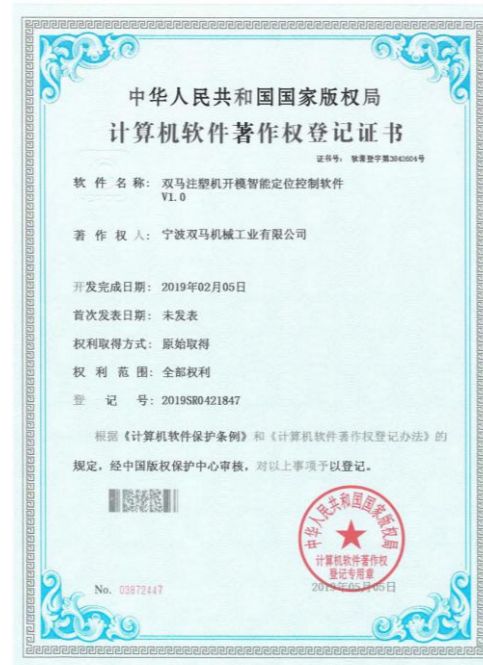 中华人民共和国国家版权局
计算机软件著作权登记证书
证书号: 软著登字第3842604号
软件名称: 双马注塑机开模智能定位控制软件
V1.0
著作权人: 宁波双马机械工业有限公司
开发完成日期: 2019年02月05日
首次发表日期: 未发表
权利取得方式: 原始取得
权利范围: 全部权利
登记号: 2019SR0421847
根据《计算机软件保护条例》和《计算机软件著作权登记办法》的
规定,经中国版权保护中心审核,对以上事项予以登记。
中华人民共和国国家版权局
计算机软件著作权
登记专用章
No. 03872447
2019年05月05日